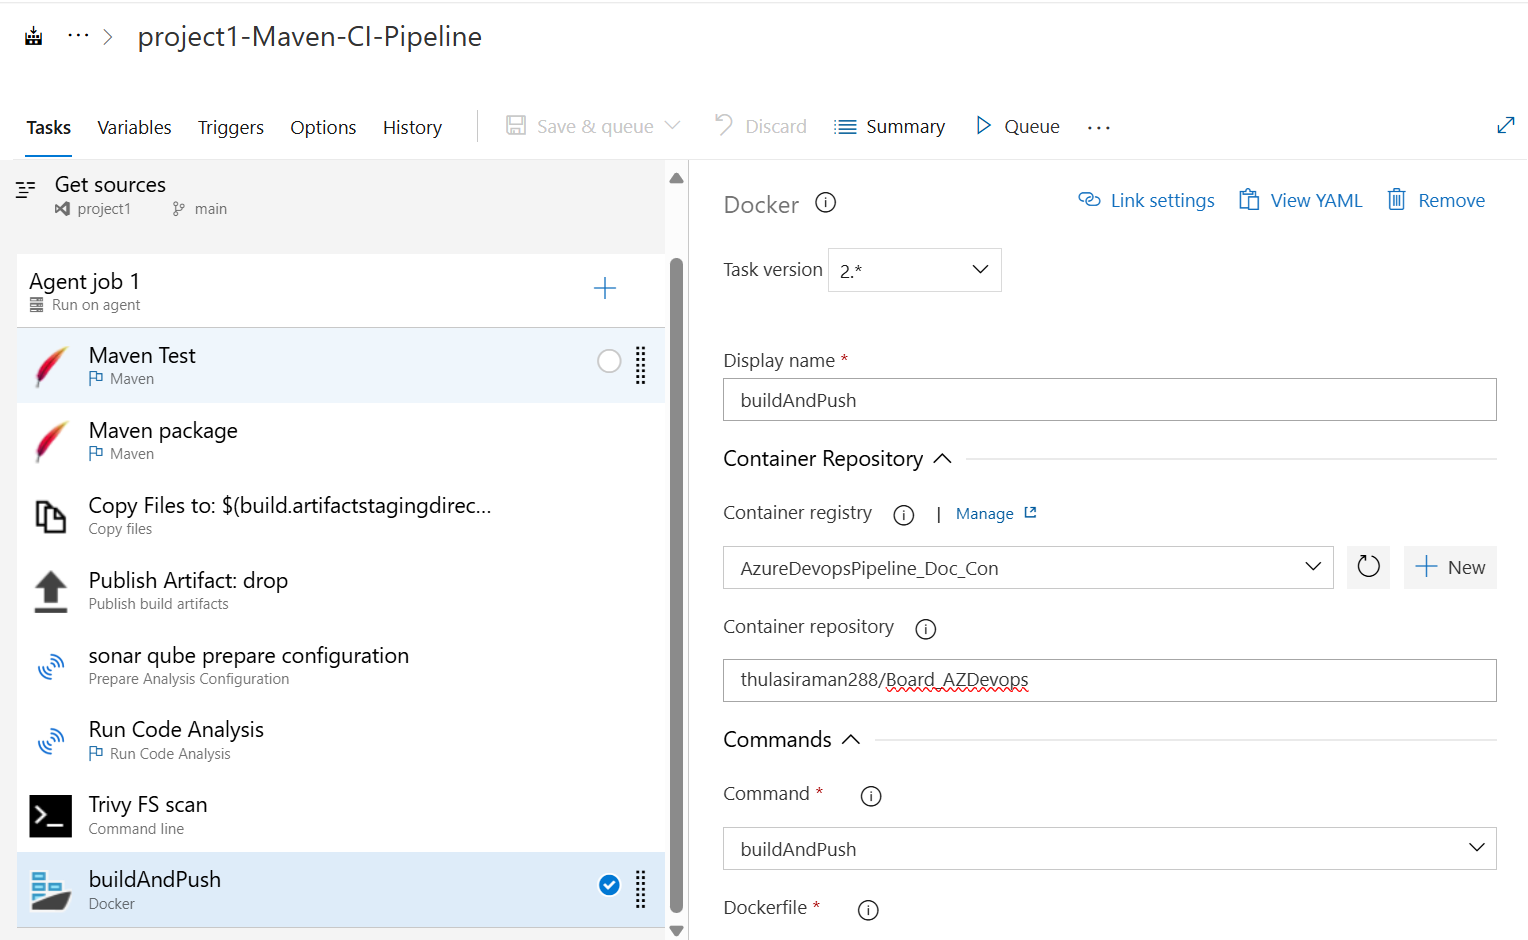 ··· > project1-Maven-CI-Pipeline
Tasks Variables Triggers Options History Save & queue Discard Summary Queue ···
Get sources
project1 main
Agent job 1
Run on agent
Maven Test
Maven
Maven package
Maven
Copy Files to: $(build.artifactstagingdirec...
Copy files
Publish Artifact: drop
Publish build artifacts
sonar qube prepare configuration
Prepare Analysis Configuration
Run Code Analysis
Run Code Analysis
Trivy FS scan
Command line
buildAndPush
Docker
Docker Link settings View YAML Remove
Task version 2.*
Display name *
buildAndPush
Container Repository
Container registry | Manage
AzureDevopsPipeline_Doc_Con New
Container repository
thulasiraman288/Board_AZDevops
Commands
Command *
buildAndPush
Dockerfile *